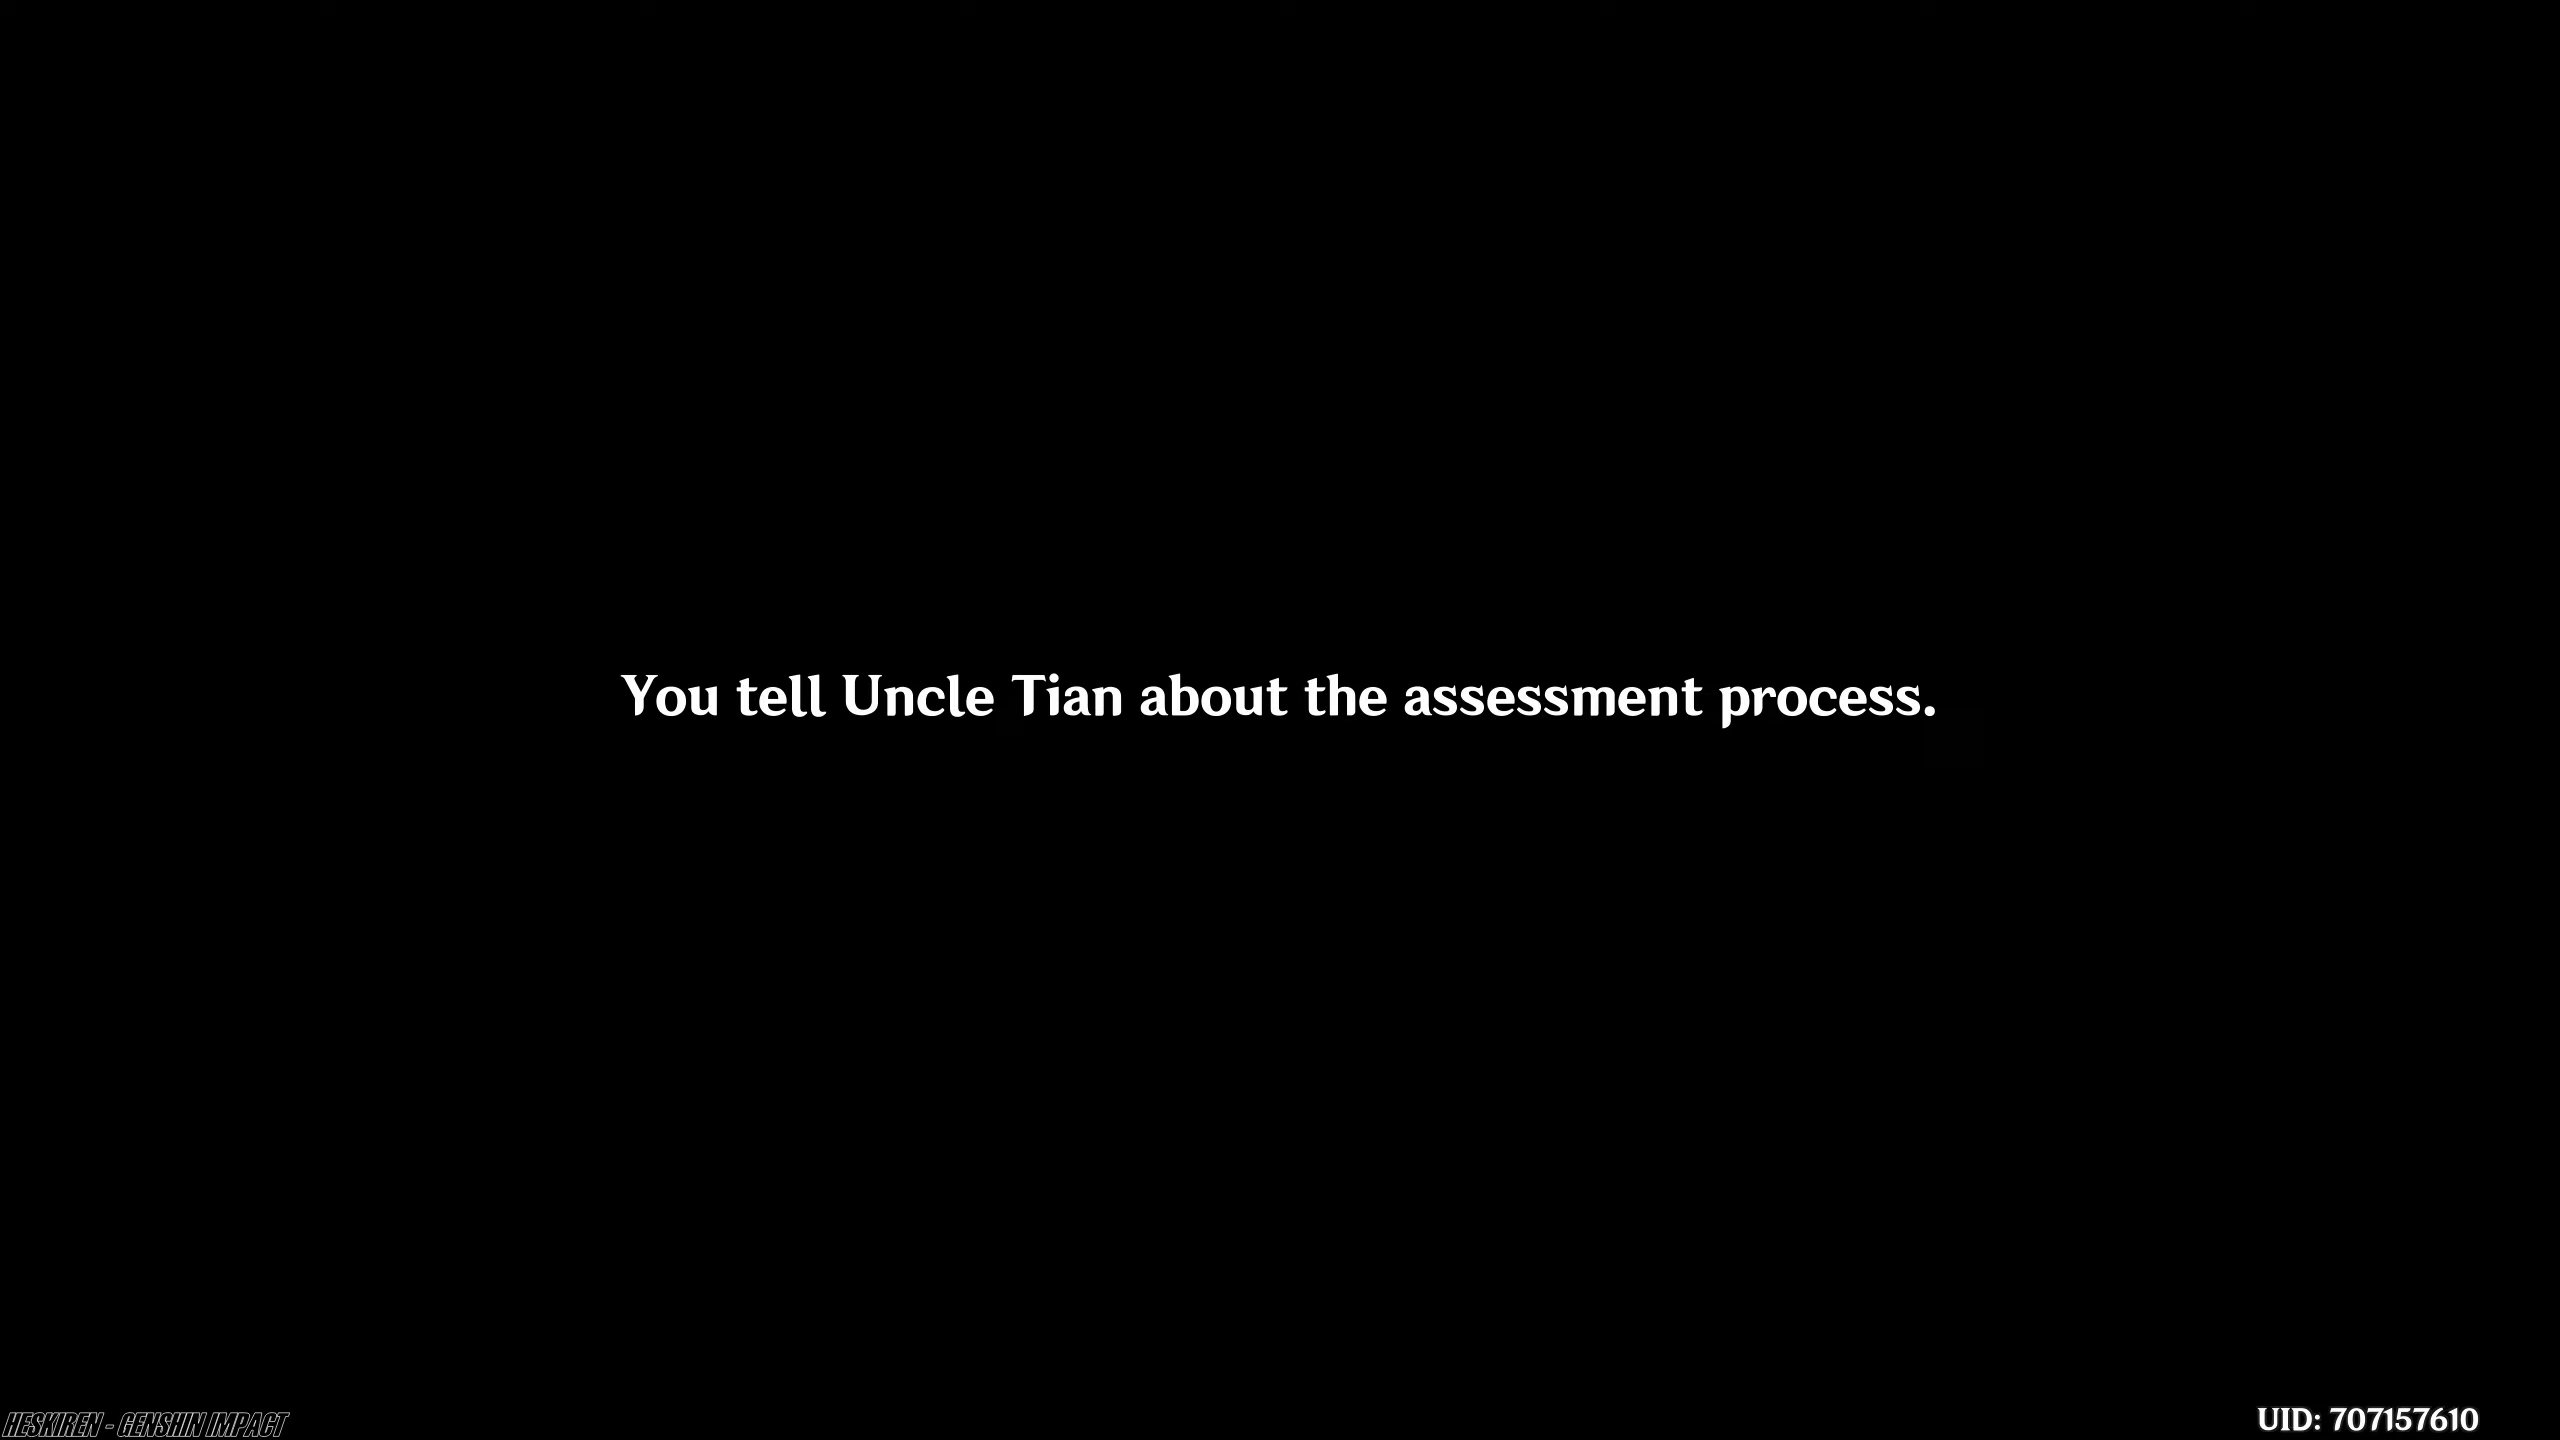 You tell Uncle Tian about the assessment process.
HESKIREN - GENSHIN IMPACT
UID: 707157610